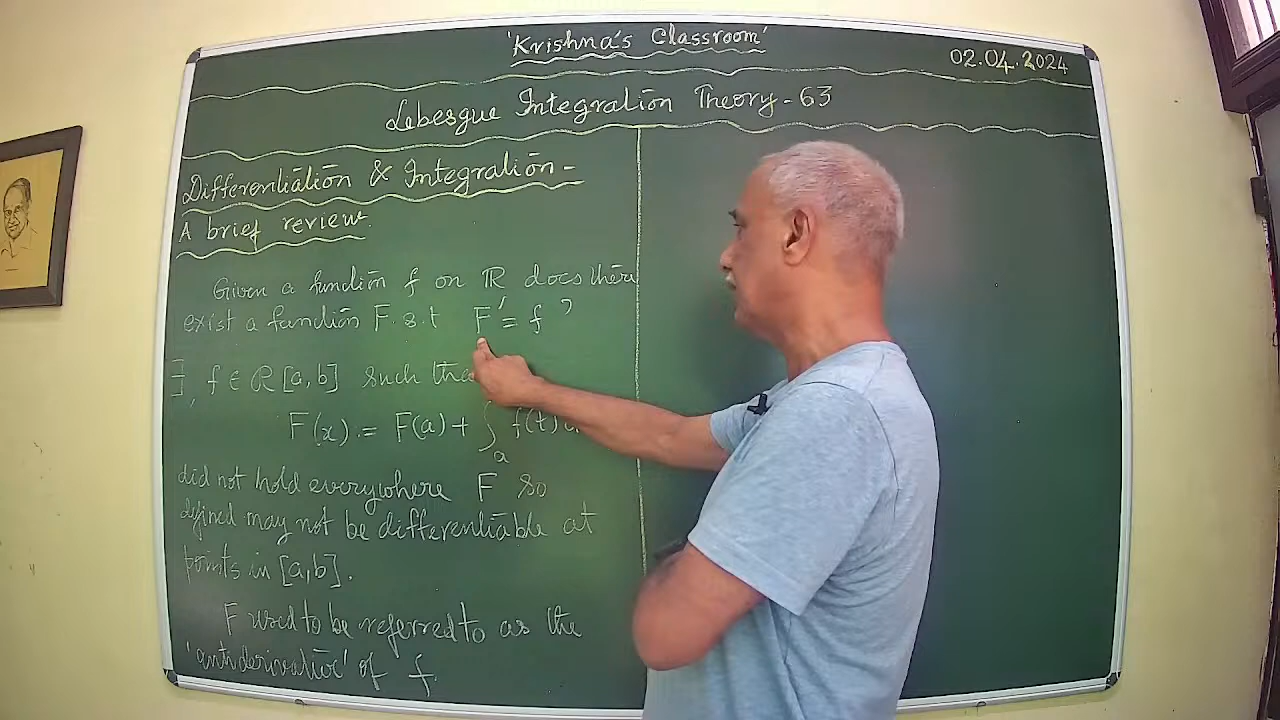 'Krishna's Classroom'
02.04.2024
Lebesgue Integration Theory - 63
Differentiation & Integration -
A brief review.
Given a function f on ℝ does there
exist a function F s.t F' = f ?
∃, f ∈ R[a,b] such tha
F(x) = F(a) + ∫ₐ f(t)d
did not hold everywhere F so
defined may not be differentiable at
points in [a,b].
F used to be referred to as the
'antiderivative' of f.